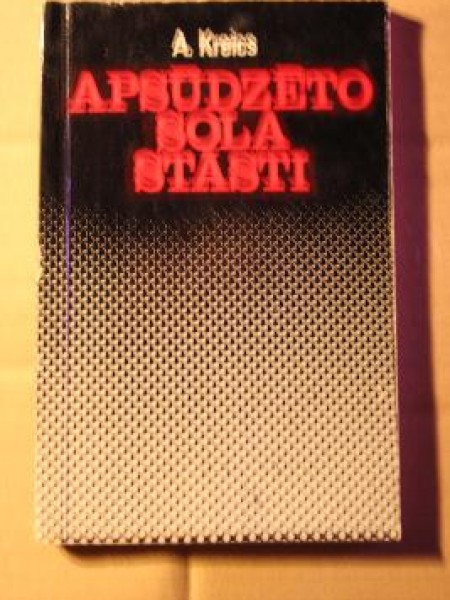 A. Kreics
APSŪDZĒTO
SOLA
STĀSTI